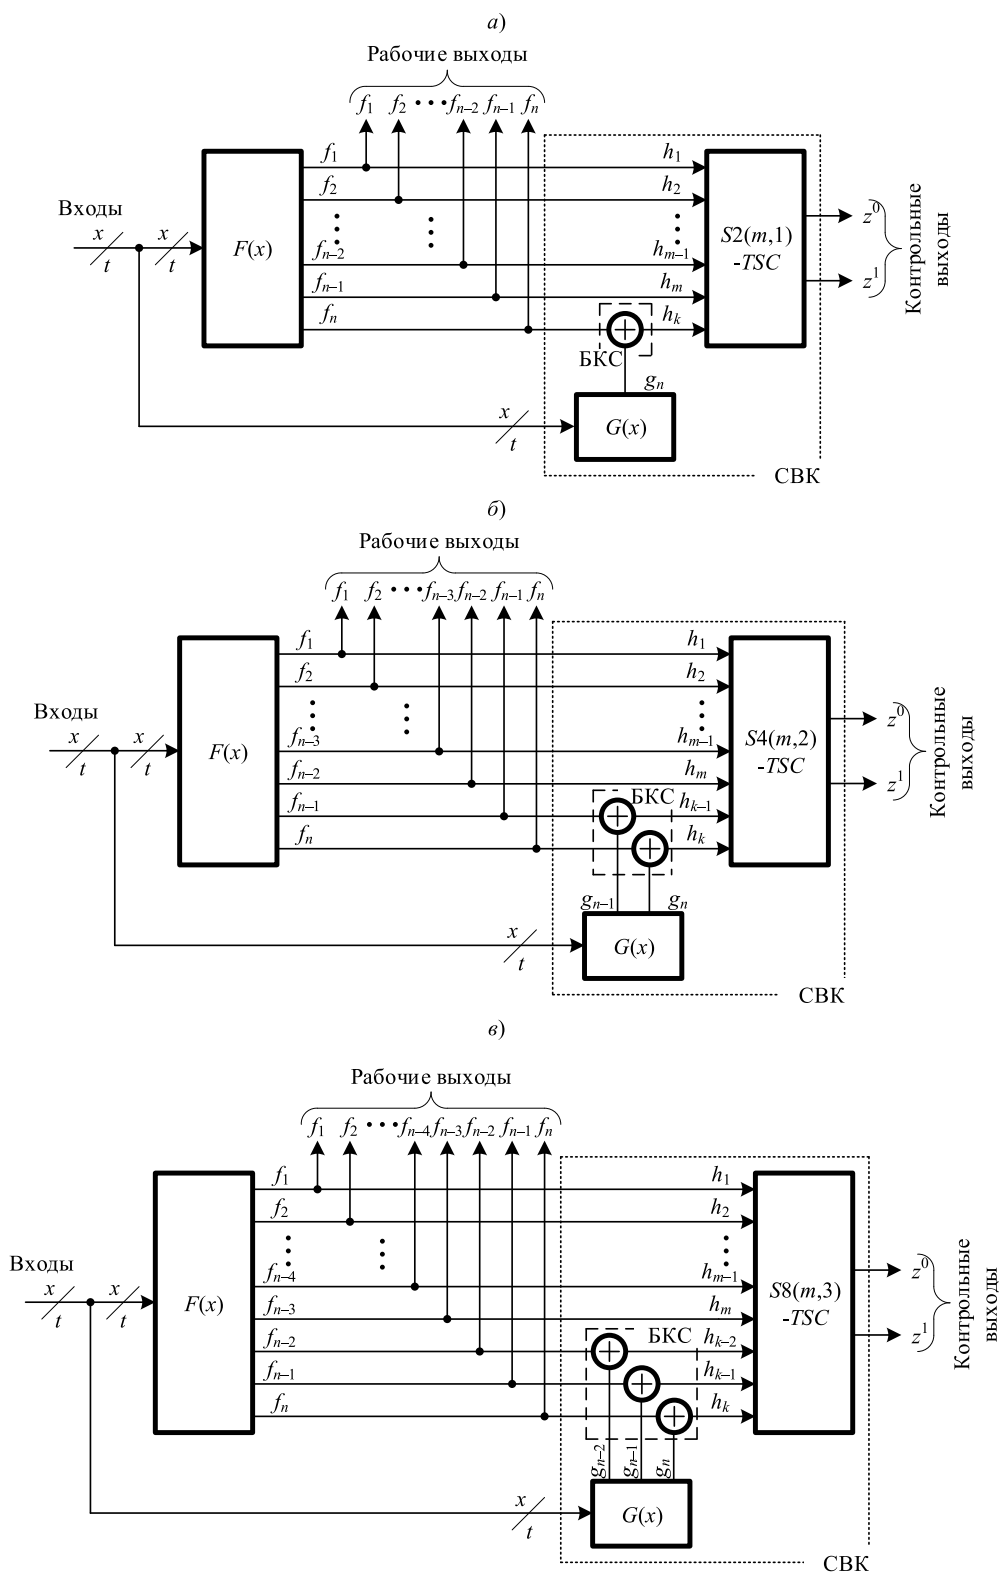 а)
Рабочие выходы
f1 f2 ••• fn–2 fn–1 fn
f1
f2
fn–2
fn–1
fn
Входы
x
t
x
t
F(x)
h1
h2
hm–1
hm
hk
S2(m,1)
-TSC
z0
z1
Контрольные
выходы
БКС
gn
G(x)
x
t
СВК
б)
Рабочие выходы
f1 f2 ••• fn–3 fn–2 fn–1 fn
f1
f2
fn–3
fn–2
fn–1
fn
Входы
x
t
x
t
F(x)
h1
h2
hm–1
hm
hk–1
hk
S4(m,2)
-TSC
z0
z1
Контрольные
выходы
БКС
gn–1 gn
G(x)
x
t
СВК
в)
Рабочие выходы
f1 f2 ••• fn–4 fn–3 fn–2 fn–1 fn
f1
f2
fn–4
fn–3
fn–2
fn–1
fn
Входы
x
t
x
t
F(x)
h1
h2
hm–1
hm
hk–2
hk–1
hk
S8(m,3)
-TSC
z0
z1
Контрольные
выходы
БКС
gn–2 gn–1 gn
G(x)
x
t
СВК